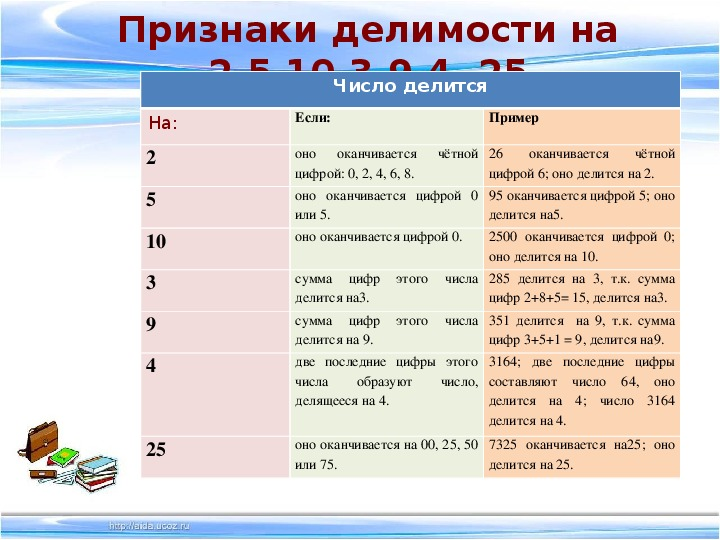 Признаки делимости на
2,5,10,3,9,4, 25
Число делится
На:
Если:
Пример
2
оно оканчивается чётной
цифрой: 0, 2, 4, 6, 8.
26 оканчивается чётной
цифрой 6; оно делится на 2.
5
оно оканчивается цифрой 0
или 5.
95 оканчивается цифрой 5; оно
делится на5.
10
оно оканчивается цифрой 0.
2500 оканчивается цифрой 0;
оно делится на 10.
3
сумма цифр этого числа
делится на3.
285 делится на 3, т.к. сумма
цифр 2+8+5= 15, делится на3.
9
сумма цифр этого числа
делится на 9.
351 делится на 9, т.к. сумма
цифр 3+5+1 = 9, делится на9.
4
две последние цифры этого
числа образуют число,
делящееся на 4.
3164; две последние цифры
составляют число 64, оно
делится на 4; число 3164
делится на 4.
25
оно оканчивается на 00, 25, 50
или 75.
7325 оканчивается на25; оно
делится на 25.
http://aida.ucoz.ru